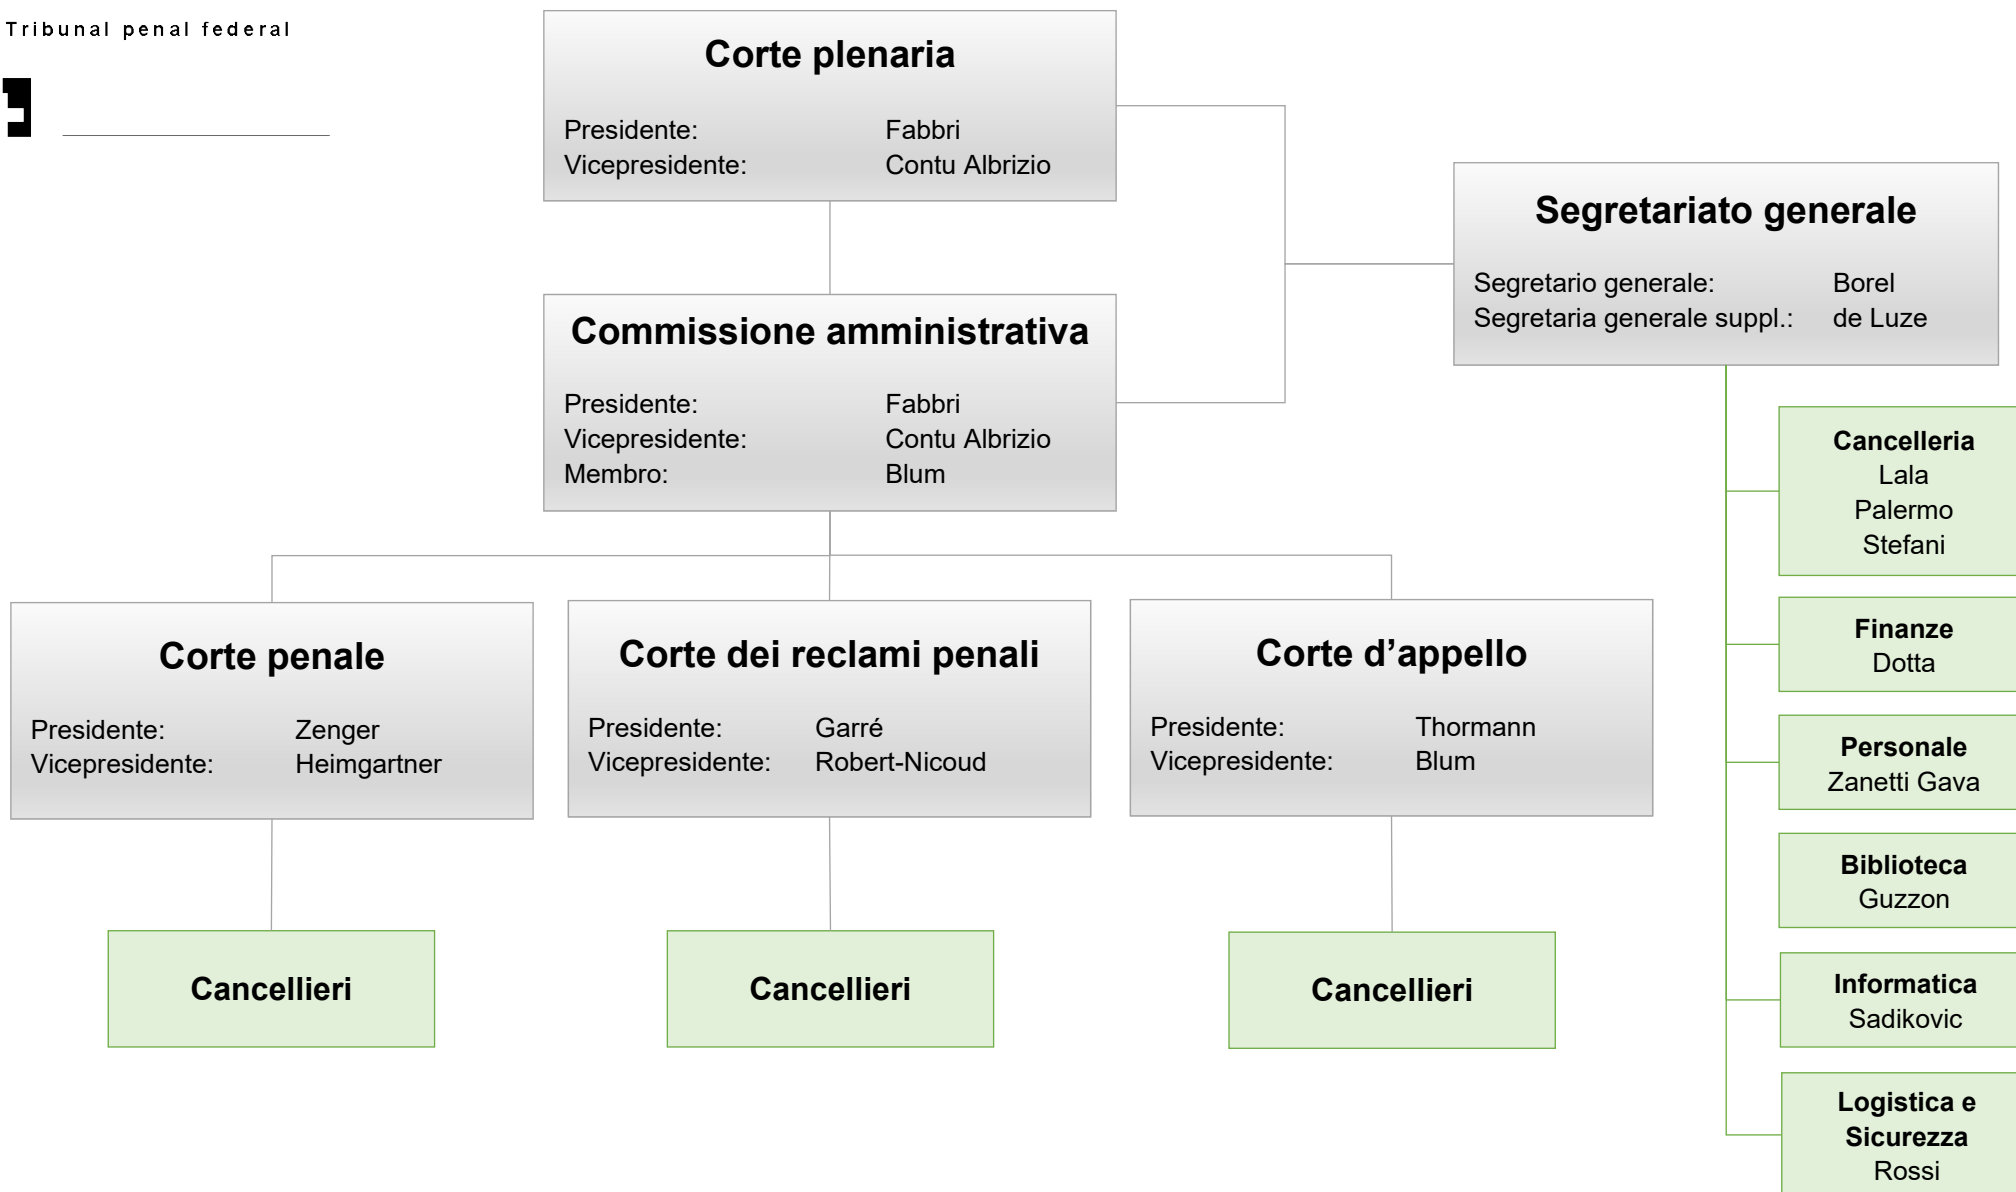 Tribunal penal federal
Corte plenaria
Presidente: Fabbri
Vicepresidente: Contu Albrizio
Segretariato generale
Segretario generale: Borel
Segretaria generale suppl.: de Luze
Commissione amministrativa
Presidente: Fabbri
Vicepresidente: Contu Albrizio
Membro: Blum
Corte penale
Presidente: Zenger
Vicepresidente: Heimgartner
Corte dei reclami penali
Presidente: Garré
Vicepresidente: Robert-Nicoud
Corte d’appello
Presidente: Thormann
Vicepresidente: Blum
Cancellieri
Cancellieri
Cancellieri
Cancelleria
Lala
Palermo
Stefani
Finanze
Dotta
Personale
Zanetti Gava
Biblioteca
Guzzon
Informatica
Sadikovic
Logistica e
Sicurezza
Rossi